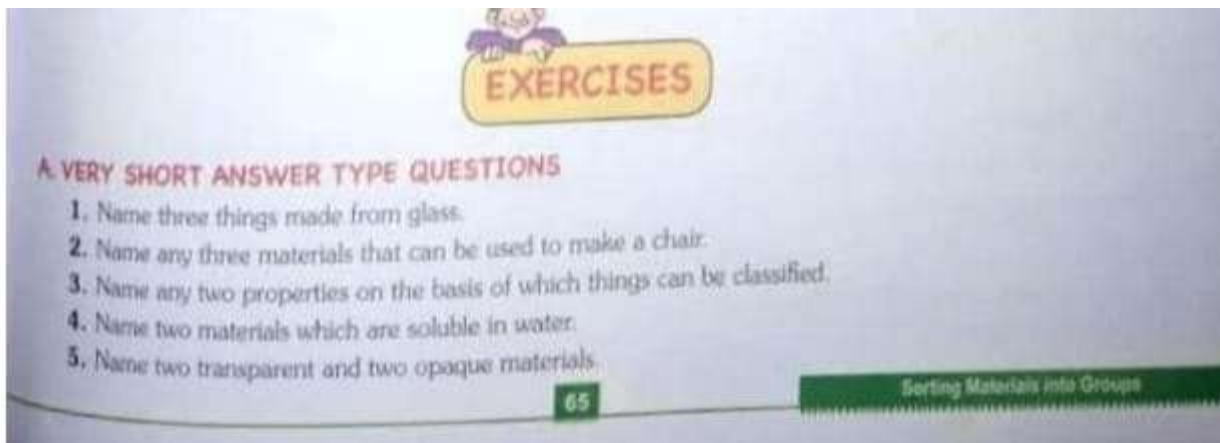 EXERCISES
A. VERY SHORT ANSWER TYPE QUESTIONS
1. Name three things made from glass.
2. Name any three materials that can be used to make a chair.
3. Name any two properties on the basis of which things can be classified.
4. Name two materials which are soluble in water.
5. Name two transparent and two opaque materials.
65
Sorting Materials into Groups